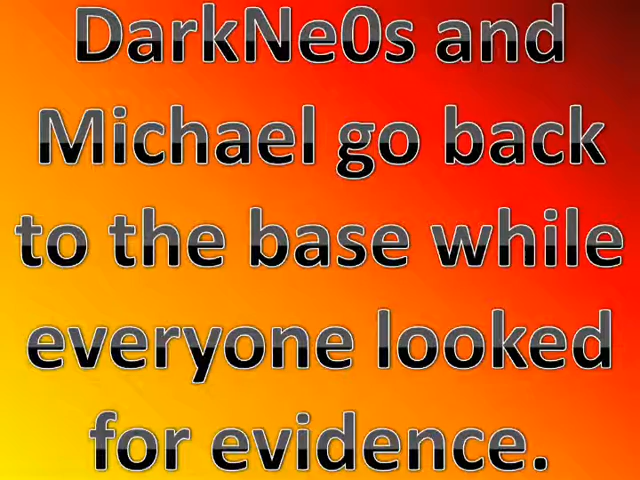 DarkNe0s and
Michael go back
to the base while
everyone looked
for evidence.